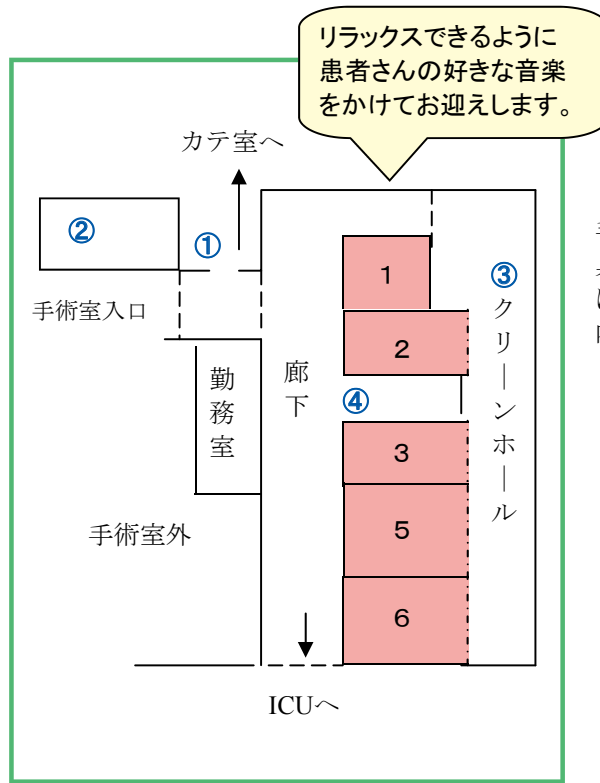 リラックスできるように
患者さんの好きな音楽
をかけてお迎えします。
カテ室へ
②
①
手術室入口
1
③
2
クリーンホール
勤務室
廊下
④
3
手術室外
5
6
ICUへ